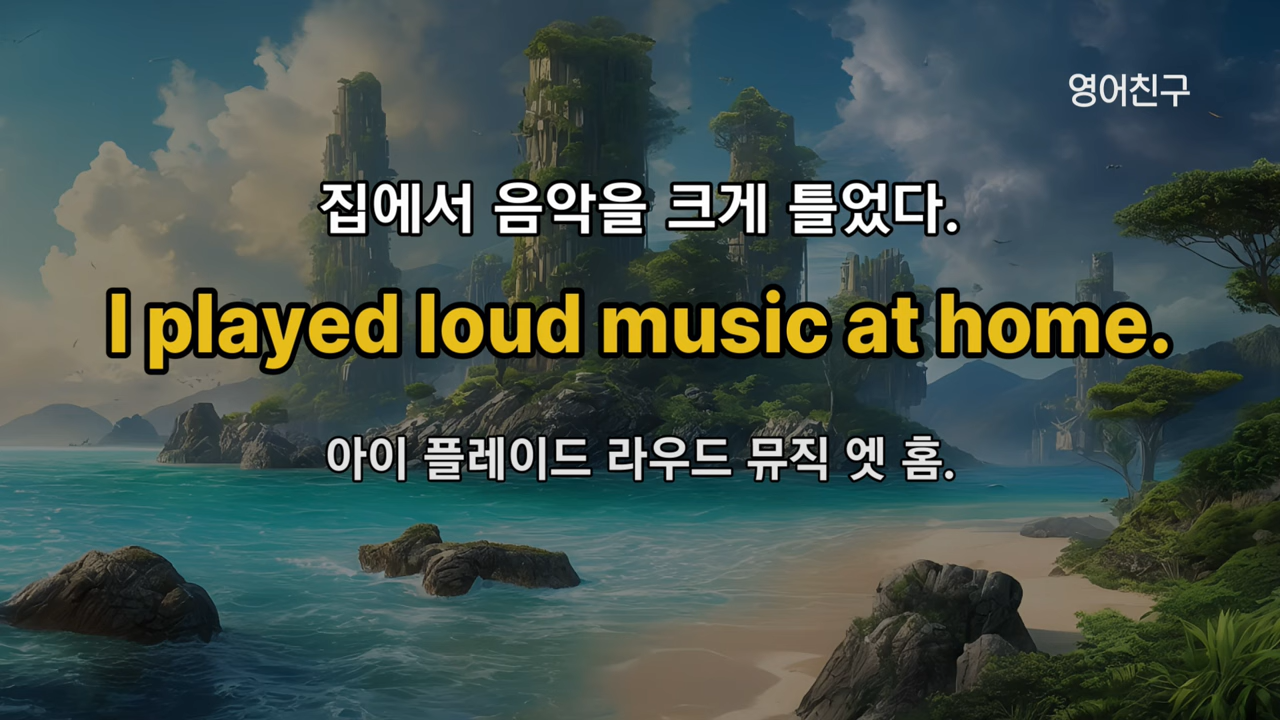 영어친구
집에서 음악을 크게 틀었다.
I played loud music at home.
아이 플레이드 라우드 뮤직 엣 홈.